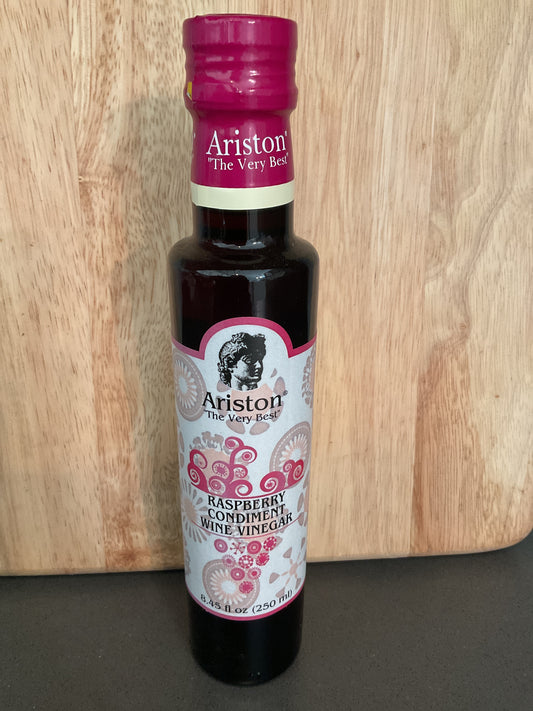 Ariston®
"The Very Best"
Ariston®
"The Very Best"
RASPBERRY
CONDIMENT
WINE VINEGAR
8.45 fl oz (250 ml)